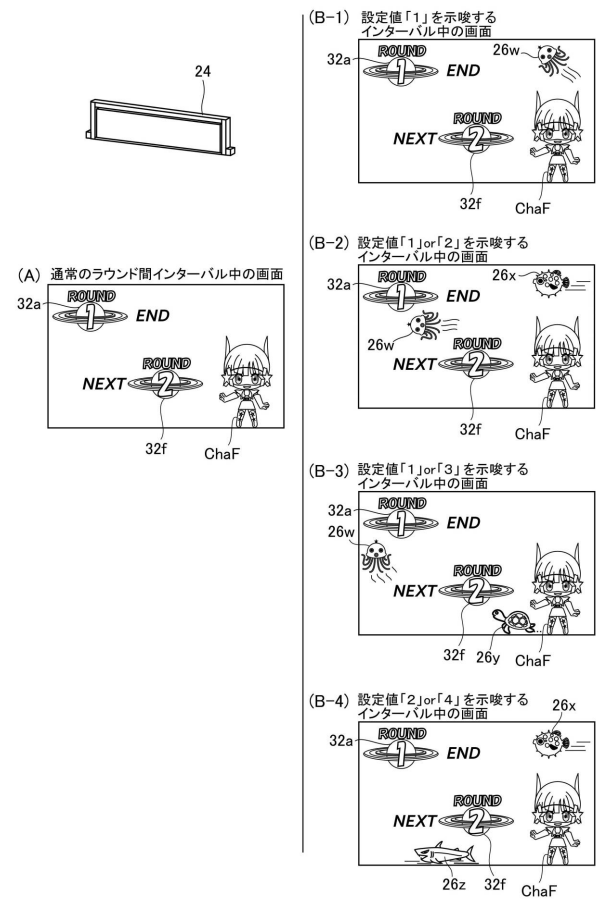 24
(A) 通常のラウンド間インターバル中の画面
32a
ROUND
1
END
NEXT
ROUND
2
32f
ChaF
(B-1) 設定値「1」を示唆する
インターバル中の画面
32a
ROUND
1
END
26w
NEXT
ROUND
2
32f
ChaF
(B-2) 設定値「1」or「2」を示唆する
インターバル中の画面
32a
ROUND
1
END
26x
26w
NEXT
ROUND
2
32f
ChaF
(B-3) 設定値「1」or「3」を示唆する
インターバル中の画面
32a
26w
ROUND
1
END
NEXT
ROUND
2
32f
26y
ChaF
(B-4) 設定値「2」or「4」を示唆する
インターバル中の画面
32a
ROUND
1
END
26x
NEXT
ROUND
2
26z
32f
ChaF